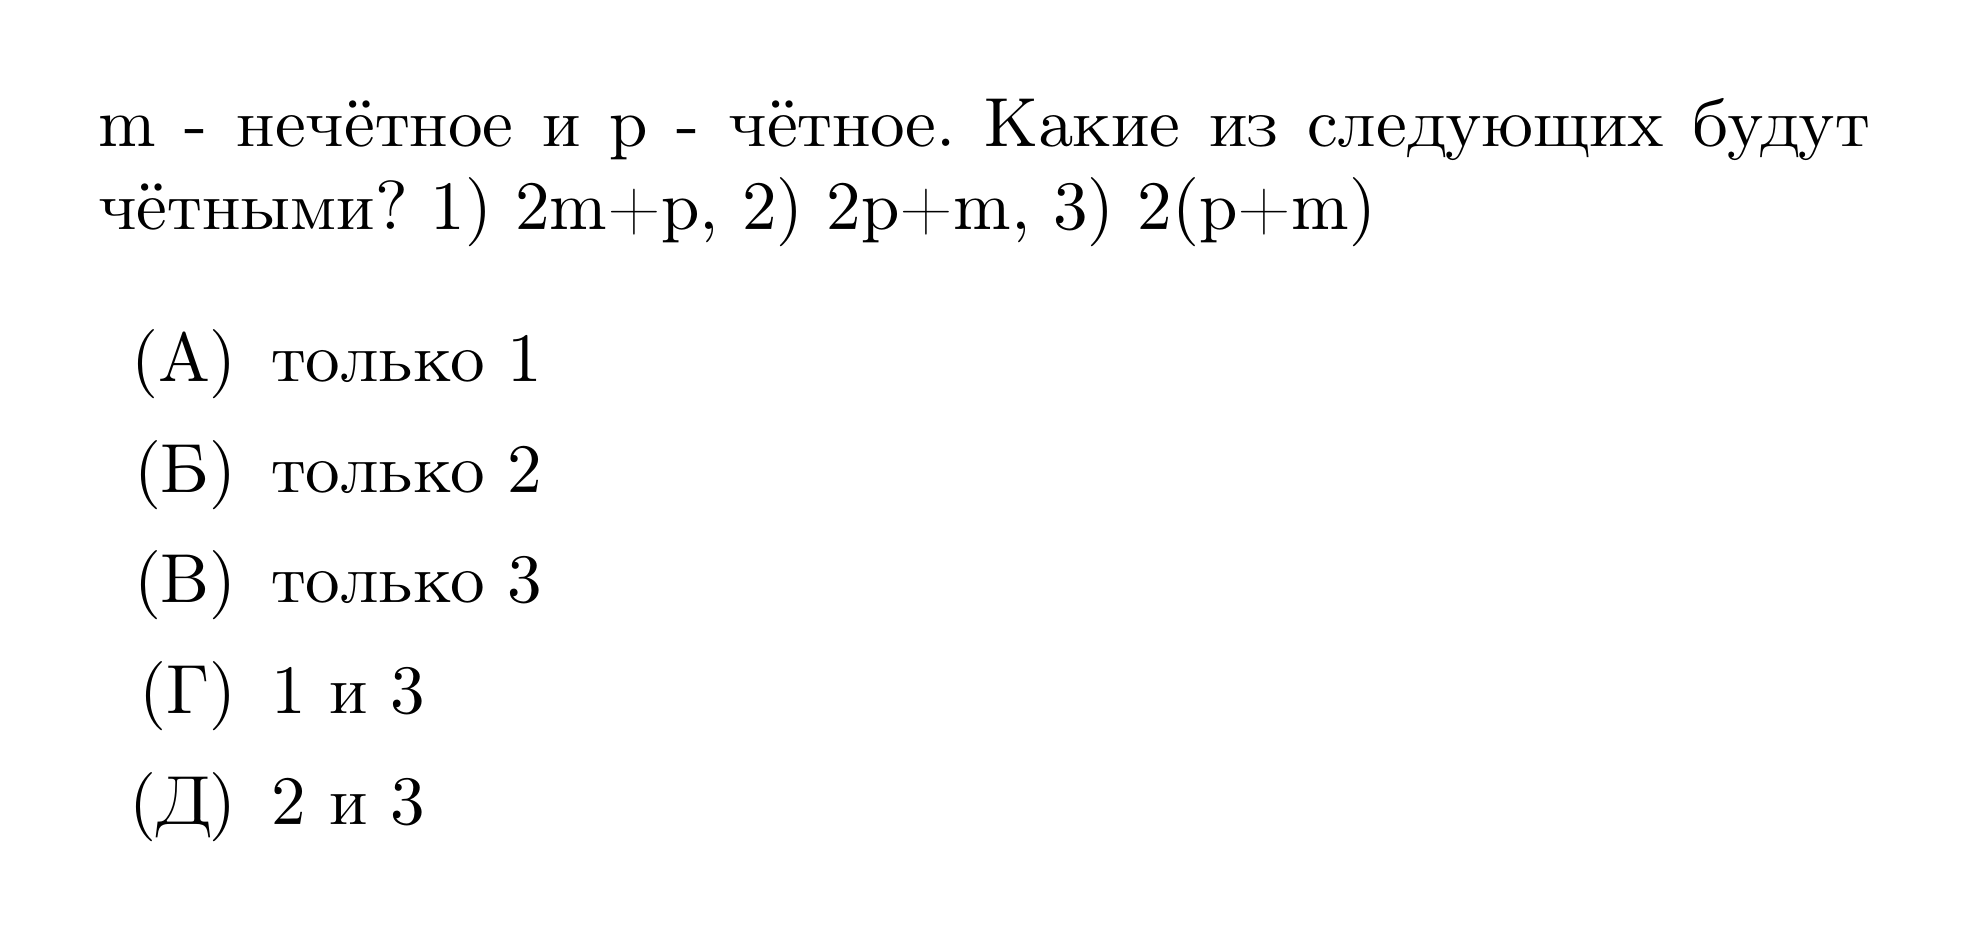 m - нечётное и p - чётное. Какие из следующих будут
чётными? 1) 2m+p, 2) 2p+m, 3) 2(p+m)
(А) только 1
(Б) только 2
(В) только 3
(Г) 1 и 3
(Д) 2 и 3